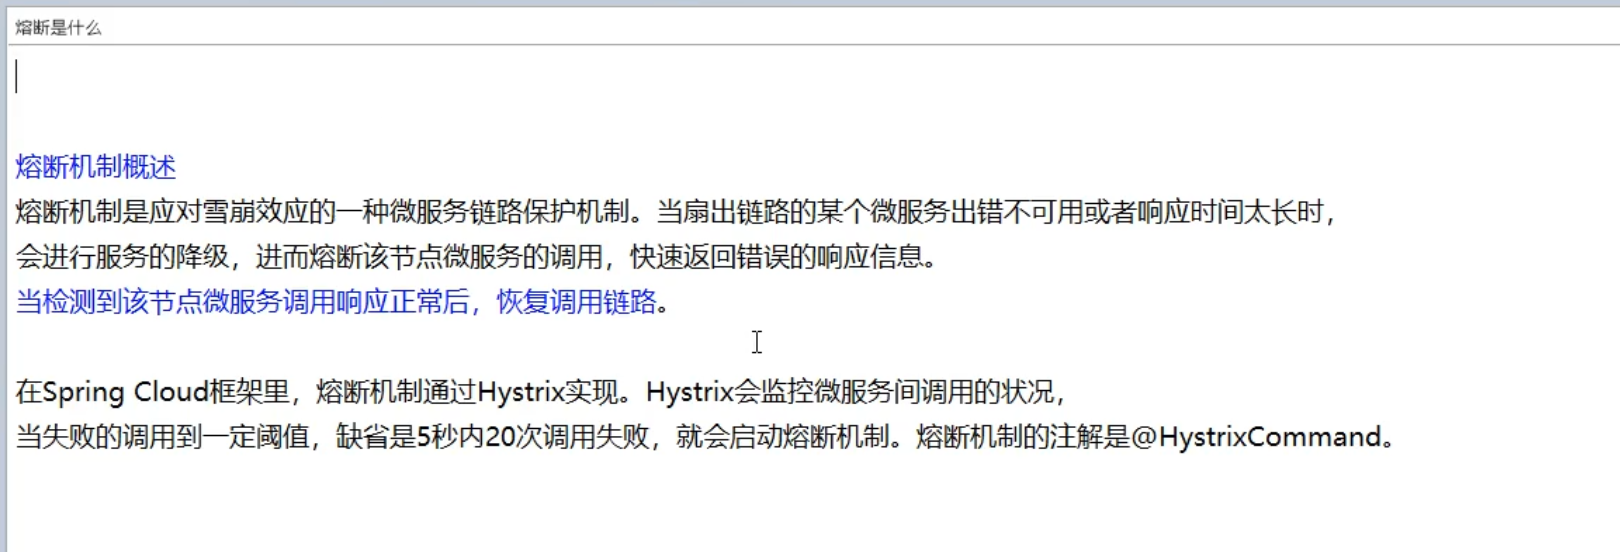 熔断是什么
熔断机制概述
熔断机制是应对雪崩效应的一种微服务链路保护机制。当扇出链路的某个微服务出错不可用或者响应时间太长时，
会进行服务的降级，进而熔断该节点微服务的调用，快速返回错误的响应信息。
当检测到该节点微服务调用响应正常后，恢复调用链路。
在Spring Cloud框架里，熔断机制通过Hystrix实现。Hystrix会监控微服务间调用的状况，
当失败的调用到一定阈值，缺省是5秒内20次调用失败，就会启动熔断机制。熔断机制的注解是@HystrixCommand。